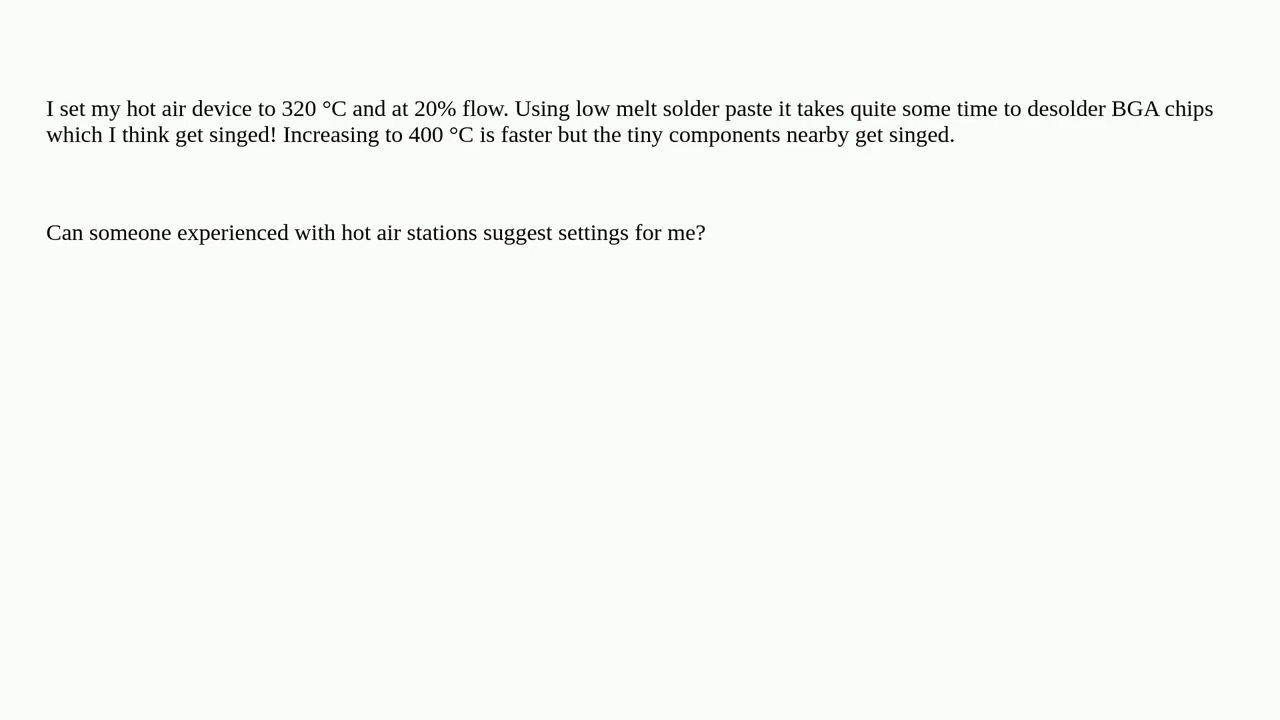 I set my hot air device to 320 °C and at 20% flow. Using low melt solder paste it takes quite some time to desolder BGA chips
which I think get singed! Increasing to 400 °C is faster but the tiny components nearby get singed.
Can someone experienced with hot air stations suggest settings for me?